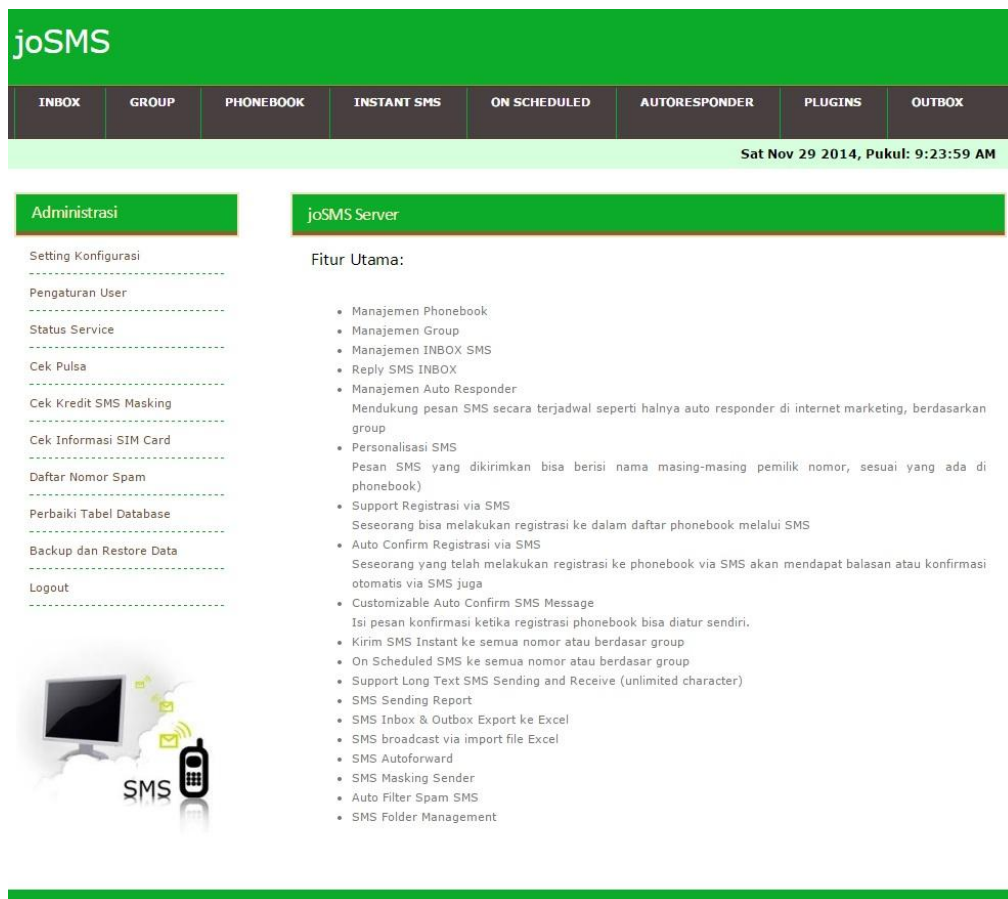 joSMS
INBOX GROUP PHONEBOOK INSTANT SMS ON SCHEDULED AUTORESPONDER PLUGINS OUTBOX
Sat Nov 29 2014, Pukul: 9:23:59 AM
Administrasi
Setting Konfigurasi
Pengaturan User
Status Service
Cek Pulsa
Cek Kredit SMS Masking
Cek Informasi SIM Card
Daftar Nomor Spam
Perbaiki Tabel Database
Backup dan Restore Data
Logout
SMS
joSMS Server
Fitur Utama:
• Manajemen Phonebook
• Manajemen Group
• Manajemen INBOX SMS
• Reply SMS INBOX
• Manajemen Auto Responder
Mendukung pesan SMS secara terjadwal seperti halnya auto responder di internet marketing, berdasarkan
group
• Personalisasi SMS
Pesan SMS yang dikirimkan bisa berisi nama masing-masing pemilik nomor, sesuai yang ada di
phonebook)
• Support Registrasi via SMS
Seseorang bisa melakukan registrasi ke dalam daftar phonebook melalui SMS
• Auto Confirm Registrasi via SMS
Seseorang yang telah melakukan registrasi ke phonebook via SMS akan mendapat balasan atau konfirmasi
otomatis via SMS juga
• Customizable Auto Confirm SMS Message
Isi pesan konfirmasi ketika registrasi phonebook bisa diatur sendiri.
• Kirim SMS Instant ke semua nomor atau berdasar group
• On Scheduled SMS ke semua nomor atau berdasar group
• Support Long Text SMS Sending and Receive (unlimited character)
• SMS Sending Report
• SMS Inbox & Outbox Export ke Excel
• SMS broadcast via import file Excel
• SMS Autoforward
• SMS Masking Sender
• Auto Filter Spam SMS
• SMS Folder Management